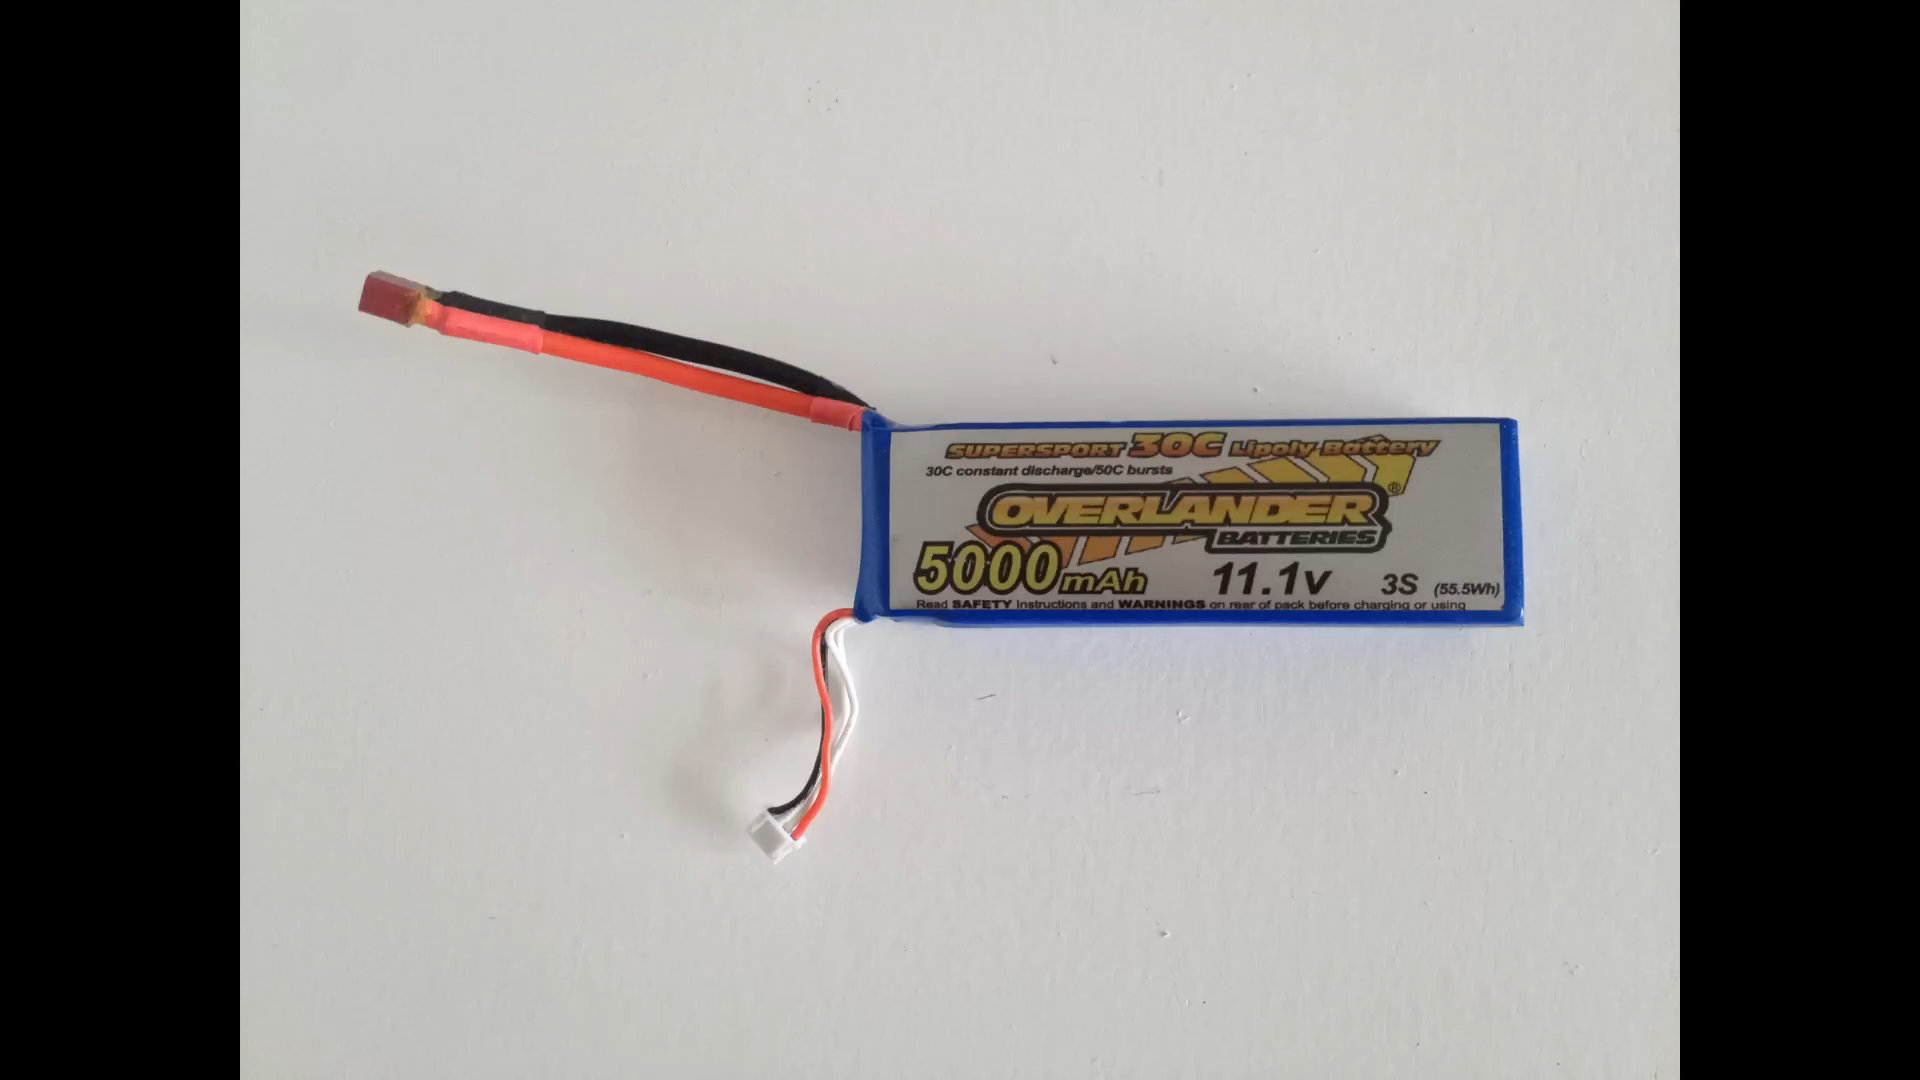 SUPERSPORT 30C Lipoly Battery
30C constant discharge/50C bursts
OVERLANDER ®
BATTERIES
5000mAh 11.1v 3S (55.5Wh)
Read SAFETY Instructions and WARNINGS on rear of pack before charging or using